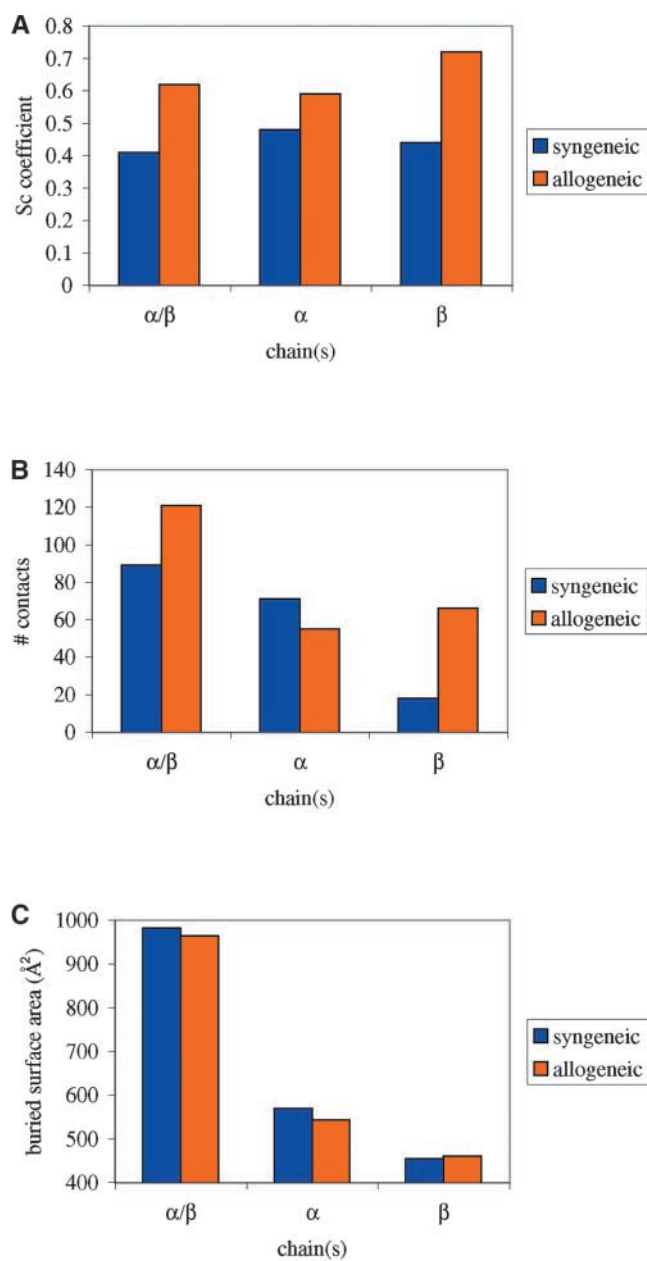 A
Sc coefficient
0.8
0.7
0.6
0.5
0.4
0.3
0.2
0.1
0
α/β α β
chain(s)
syngeneic
allogeneic
B
# contacts
140
120
100
80
60
40
20
0
α/β α β
chain(s)
syngeneic
allogeneic
C
buried surface area (Å²)
1000
900
800
700
600
500
400
α/β α β
chain(s)
syngeneic
allogeneic